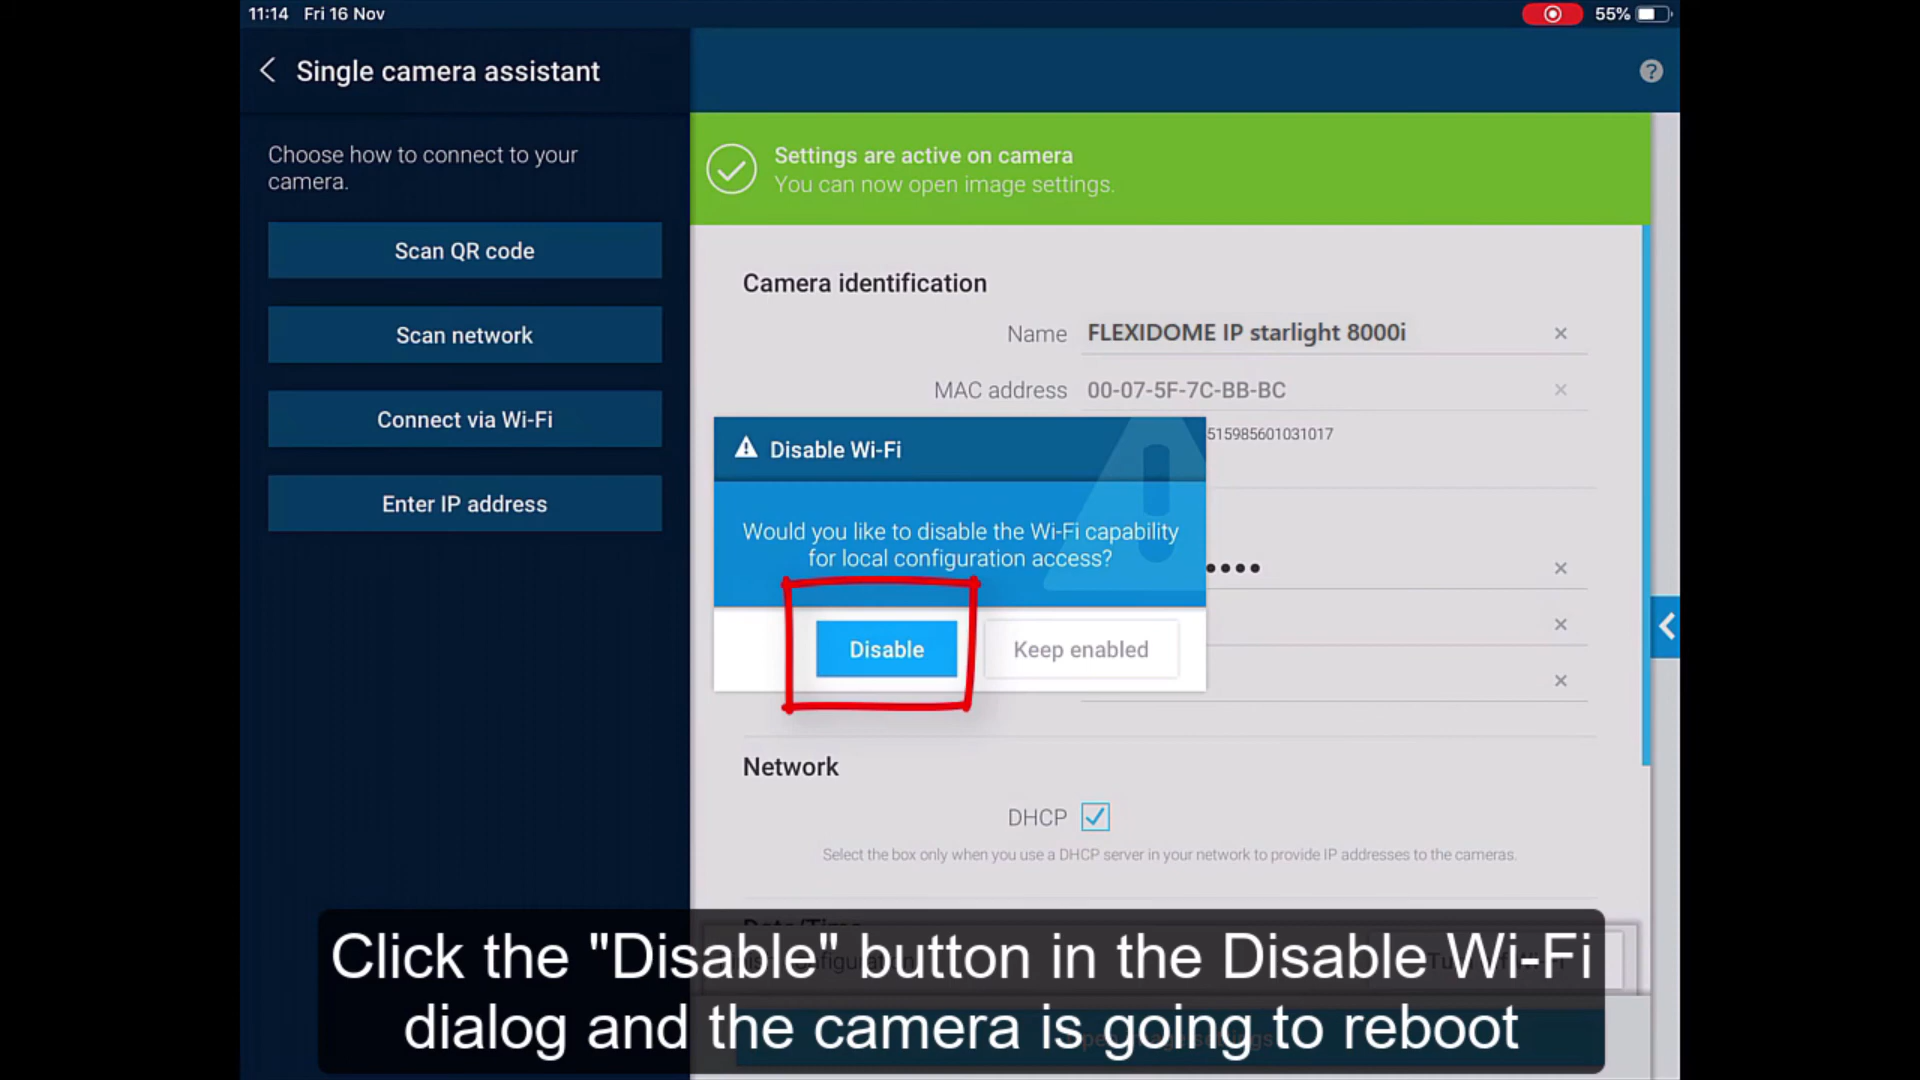 11:14 Fri 16 Nov
55%
Single camera assistant
?
Choose how to connect to your
camera.
Scan QR code
Scan network
Connect via Wi-Fi
Enter IP address
Settings are active on camera
You can now open image settings.
Camera identification
Name FLEXIDOME IP starlight 8000i
MAC address 00-07-5F-7C-BB-BC
515985601031017
Disable Wi-Fi
Would you like to disable the Wi-Fi capability
for local configuration access?
Disable
Keep enabled
Network
DHCP
Select the box only when you use a DHCP server in your network to provide IP addresses to the cameras.
Date/Time
Click the "Disable" button in the Disable Wi-Fi
dialog and the camera is going to reboot